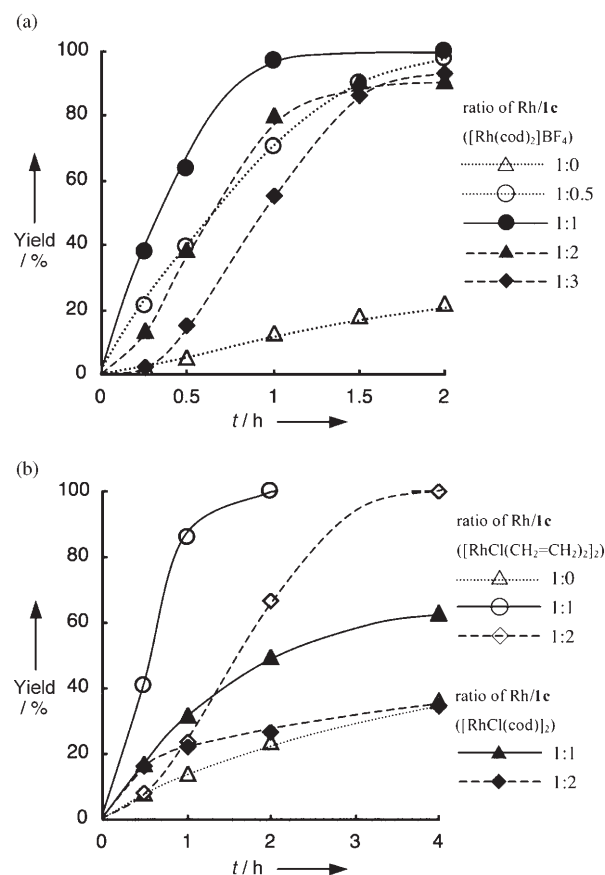 (a)
100
80
60
40
20
0
Yield
/ %
0
0.5
1
1.5
2
t / h
ratio of Rh/1c
([Rh(cod)₂]BF₄)
1:0
1:0.5
1:1
1:2
1:3
(b)
100
80
60
40
20
0
Yield
/ %
0
1
2
3
4
t / h
ratio of Rh/1c
([RhCl(CH₂=CH₂)₂]₂)
1:0
1:1
1:2
ratio of Rh/1c
([RhCl(cod)]₂)
1:1
1:2